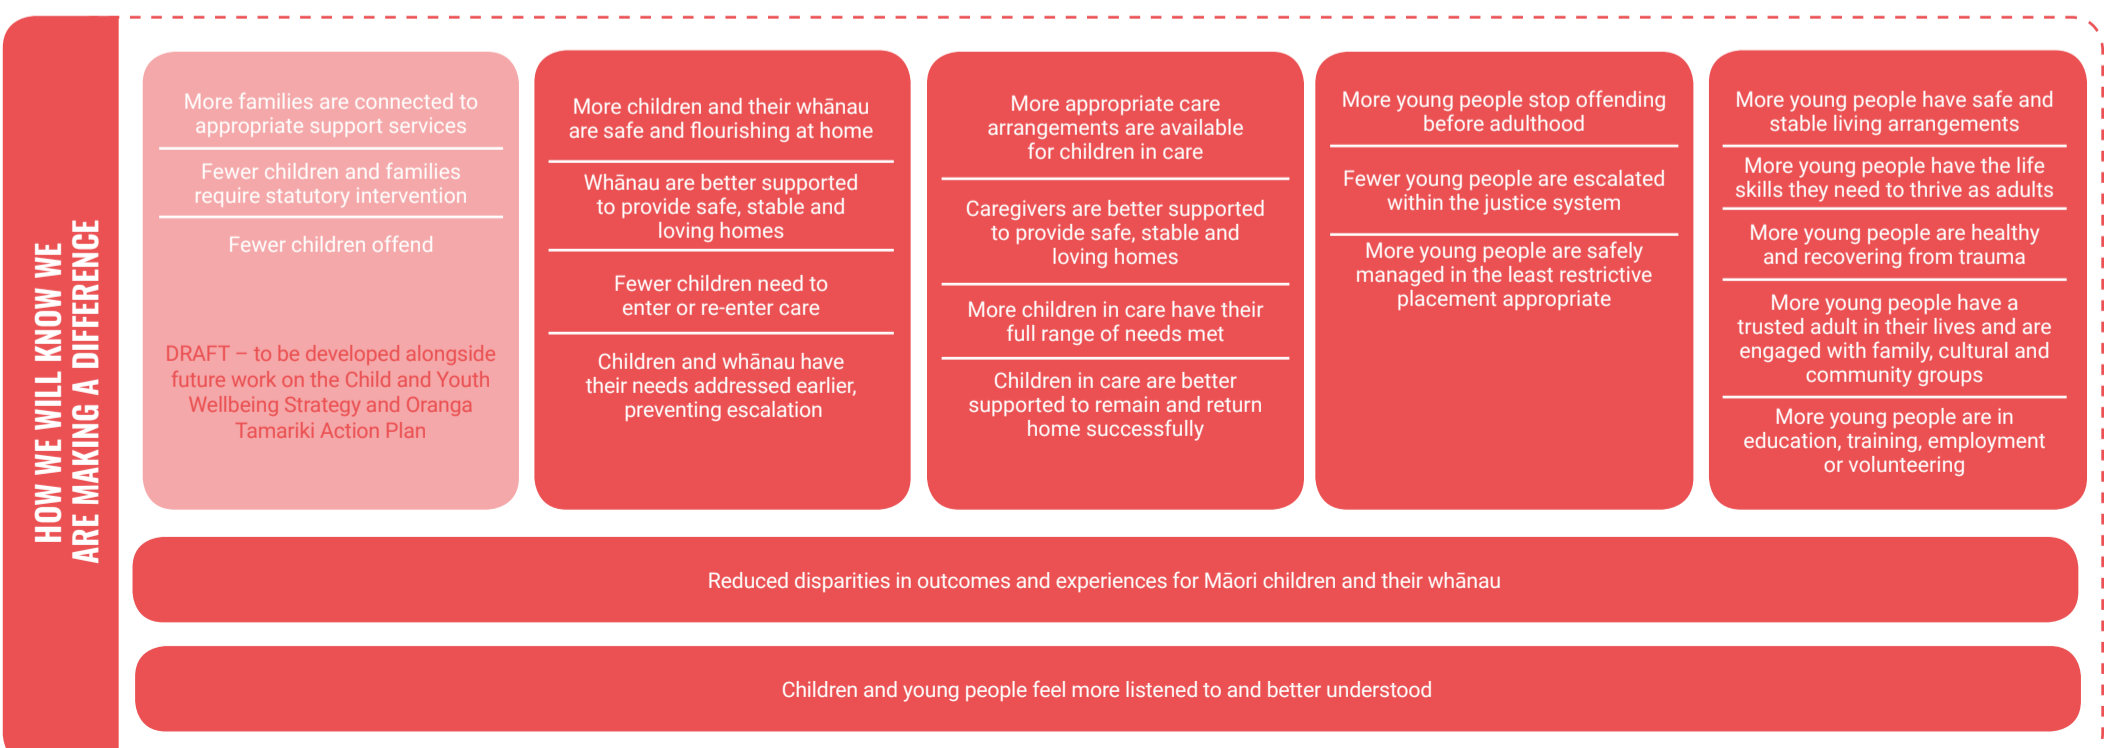 HOW WE WILL KNOW WE
ARE MAKING A DIFFERENCE
More families are connected to
appropriate support services
Fewer children and families
require statutory intervention
Fewer children offend
DRAFT – to be developed alongside
future work on the Child and Youth
Wellbeing Strategy and Oranga
Tamariki Action Plan
More children and their whānau
are safe and flourishing at home
Whānau are better supported
to provide safe, stable and
loving homes
Fewer children need to
enter or re-enter care
Children and whānau have
their needs addressed earlier,
preventing escalation
More appropriate care
arrangements are available
for children in care
Caregivers are better supported
to provide safe, stable and
loving homes
More children in care have their
full range of needs met
Children in care are better
supported to remain and return
home successfully
More young people stop offending
before adulthood
Fewer young people are escalated
within the justice system
More young people are safely
managed in the least restrictive
placement appropriate
More young people have safe and
stable living arrangements
More young people have the life
skills they need to thrive as adults
More young people are healthy
and recovering from trauma
More young people have a
trusted adult in their lives and are
engaged with family, cultural and
community groups
More young people are in
education, training, employment
or volunteering
Reduced disparities in outcomes and experiences for Māori children and their whānau
Children and young people feel more listened to and better understood